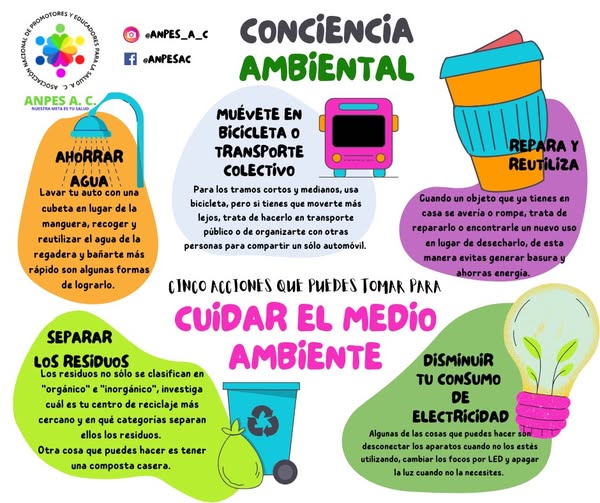 ASOCIACIÓN NACIONAL DE PROMOTORES Y EDUCADORES PARA LA SALUD A. C.
ANPES A. C.
NUESTRA META ES TU SALUD
@ANPES_A_C
@ANPESAC
CONCIENCIA
AMBIENTAL
AHORRAR
AGUA
Lavar tu auto con una
cubeta en lugar de la
manguera, recoger y
reutilizar el agua de la
regadera y bañarte más
rápido son algunas formas
de lograrlo.
MUÉVETE EN
BICICLETA O
TRANSPORTE
COLECTIVO
Para los tramos cortos y medianos, usa
bicicleta, pero si tienes que moverte más
lejos, trata de hacerlo en transporte
público o de organizarte con otras
personas para compartir un sólo automóvil.
REPARA Y
REUTILIZA
Cuando un objeto que ya tienes en
casa se avería o rompe, trata de
repararlo o encontrarle un nuevo uso
en lugar de desecharlo, de esta
manera evitas generar basura y
ahorras energía.
CINCO ACCIONES QUE PUEDES TOMAR PARA
CUIDAR EL MEDIO
AMBIENTE
SEPARAR
LOS RESIDUOS
Los residuos no sólo se clasifican en
"orgánico" e "inorgánico", investiga
cuál es tu centro de reciclaje más
cercano y en qué categorías separan
ellos los residuos.
Otra cosa que puedes hacer es tener
una composta casera.
DISMINUIR
TU CONSUMO
DE
ELECTRICIDAD
Algunas de las cosas que puedes hacer son
desconectar los aparatos cuando no los estés
utilizando, cambiar los focos por LED y apagar
la luz cuando no la necesites.